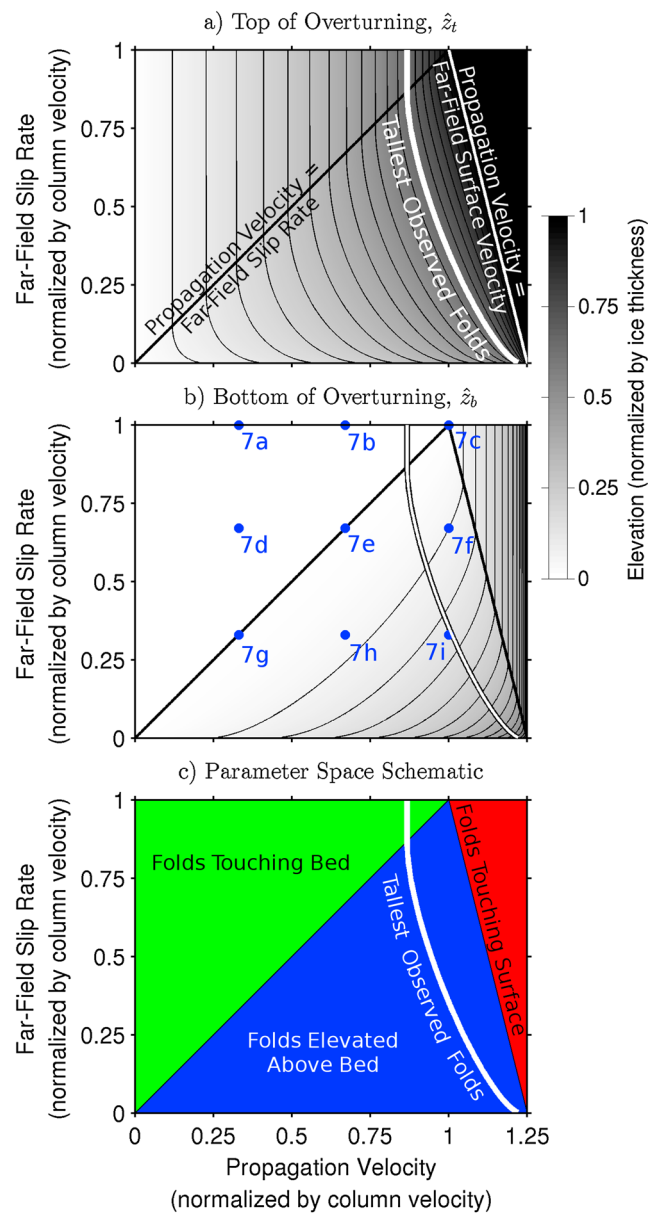 a) Top of Overturning, ẑt
Far-Field Slip Rate
(normalized by column velocity)
1
0.75
0.5
0.25
0
Propagation Velocity =
Far-Field Slip Rate
Tallest Observed Folds
Propagation Velocity =
Far-Field Surface Velocity
1
0.75
0.5
0.25
0
Elevation (normalized by ice thickness)
b) Bottom of Overturning, ẑb
Far-Field Slip Rate
(normalized by column velocity)
1
0.75
0.5
0.25
0
7a
7b
7c
7d
7e
7f
7g
7h
7i
c) Parameter Space Schematic
Far-Field Slip Rate
(normalized by column velocity)
1
0.75
0.5
0.25
0
Folds Touching Bed
Folds Elevated
Above Bed
Tallest Observed Folds
Folds Touching Surface
0
0.25
0.5
0.75
1
1.25
Propagation Velocity
(normalized by column velocity)